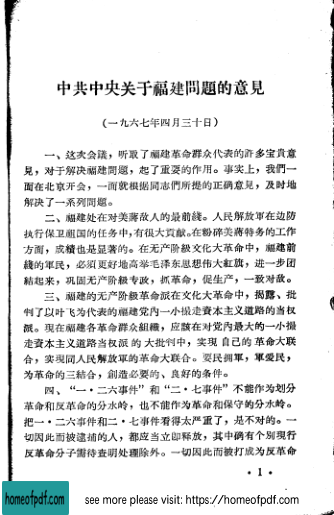 中共中央关于福建問題的意見
(一九六七年四月三十日)
一、这次会議，听取了福建革命群众代表的許多宝貴意
見，对于解决福建問題，起了重要的作用。事实上，我們一
面在北京开会，一面就根据同志們所提的正确意見，及时地
解决了一系列問題。
二、福建处在对美蔣敌人的最前綫。人民解放軍在边防
执行保卫祖国的任务中，有很大貢献。在粉碎美蔣特务的工作
方面，成績也是显著的。在无产阶級文化大革命中，福建前
綫的軍民，必須更好地高举毛泽东思想伟大紅旗，进一步团
結起来，巩固无产阶級专政，抓革命，促生产，一致对敌。
三、福建的无产阶級革命派在文化大革命中，揭露、批
判了以叶飞为代表的福建党内一小撮走資本主义道路的当权
派。現在福建各革命群众組織，应該在对党内最大的一小撮
走資本主义道路当权派的大批判中，实現自己的革命大联
合，实現同人民解放軍的革命大联合。要民拥軍，軍爱民，
为革命的三結合，創造必要的、良好的条件。
四、“一·二六事件”和“二·七事件”不能作为划分
革命和反革命的分水岭，也不能作为革命和保守的分水岭。
把一·二六事件和二·七事件看得太严重了，是不对的。一
切因此而被逮捕的人，都应当立即释放，其中确有个别現行
反革命分子需待查明处理除外。一切因此而被打成为反革命
·1·
homeofpdf.com
see more please visit: https://homeofpdf.com